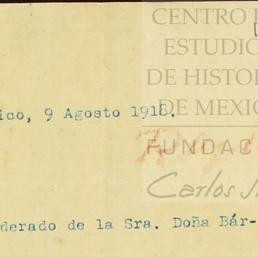 CENTRO
ESTUDIO
DE HISTOR
DE MEXIC
ico, 9 Agosto 1918.
FUNDAC
Carlos S
derado de la Sra. Doña Bár-